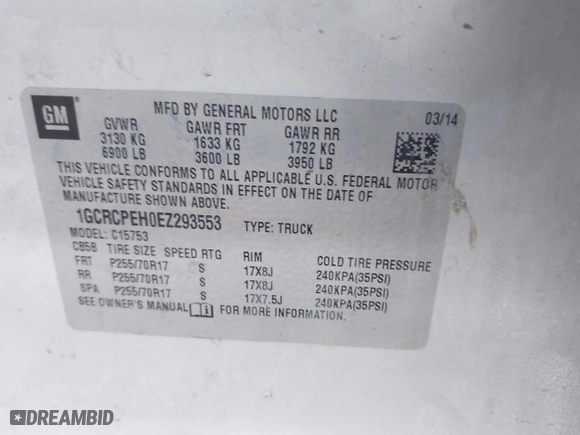 GM
MFD BY GENERAL MOTORS LLC
03/14
GVWR GAWR FRT GAWR RR
3130 KG 1633 KG 1792 KG
6900 LB 3600 LB 3950 LB
THIS VEHICLE CONFORMS TO ALL APPLICABLE U.S. FEDERAL MOTOR
VEHICLE SAFETY STANDARDS IN EFFECT ON THE DATE OF
MANUFACTURE SHOWN ABOVE.
1GCRCPEH0EZ293553 TYPE: TRUCK
MODEL: C15753
CB5B TIRE SIZE SPEED RTG RIM COLD TIRE PRESSURE
FRT P255/70R17 S 17X8J 240KPA(35PSI)
RR P255/70R17 S 17X8J 240KPA(35PSI)
SPA P255/70R17 S 17X7.5J 240KPA(35PSI)
SEE OWNER'S MANUAL FOR MORE INFORMATION.
DREAMBID